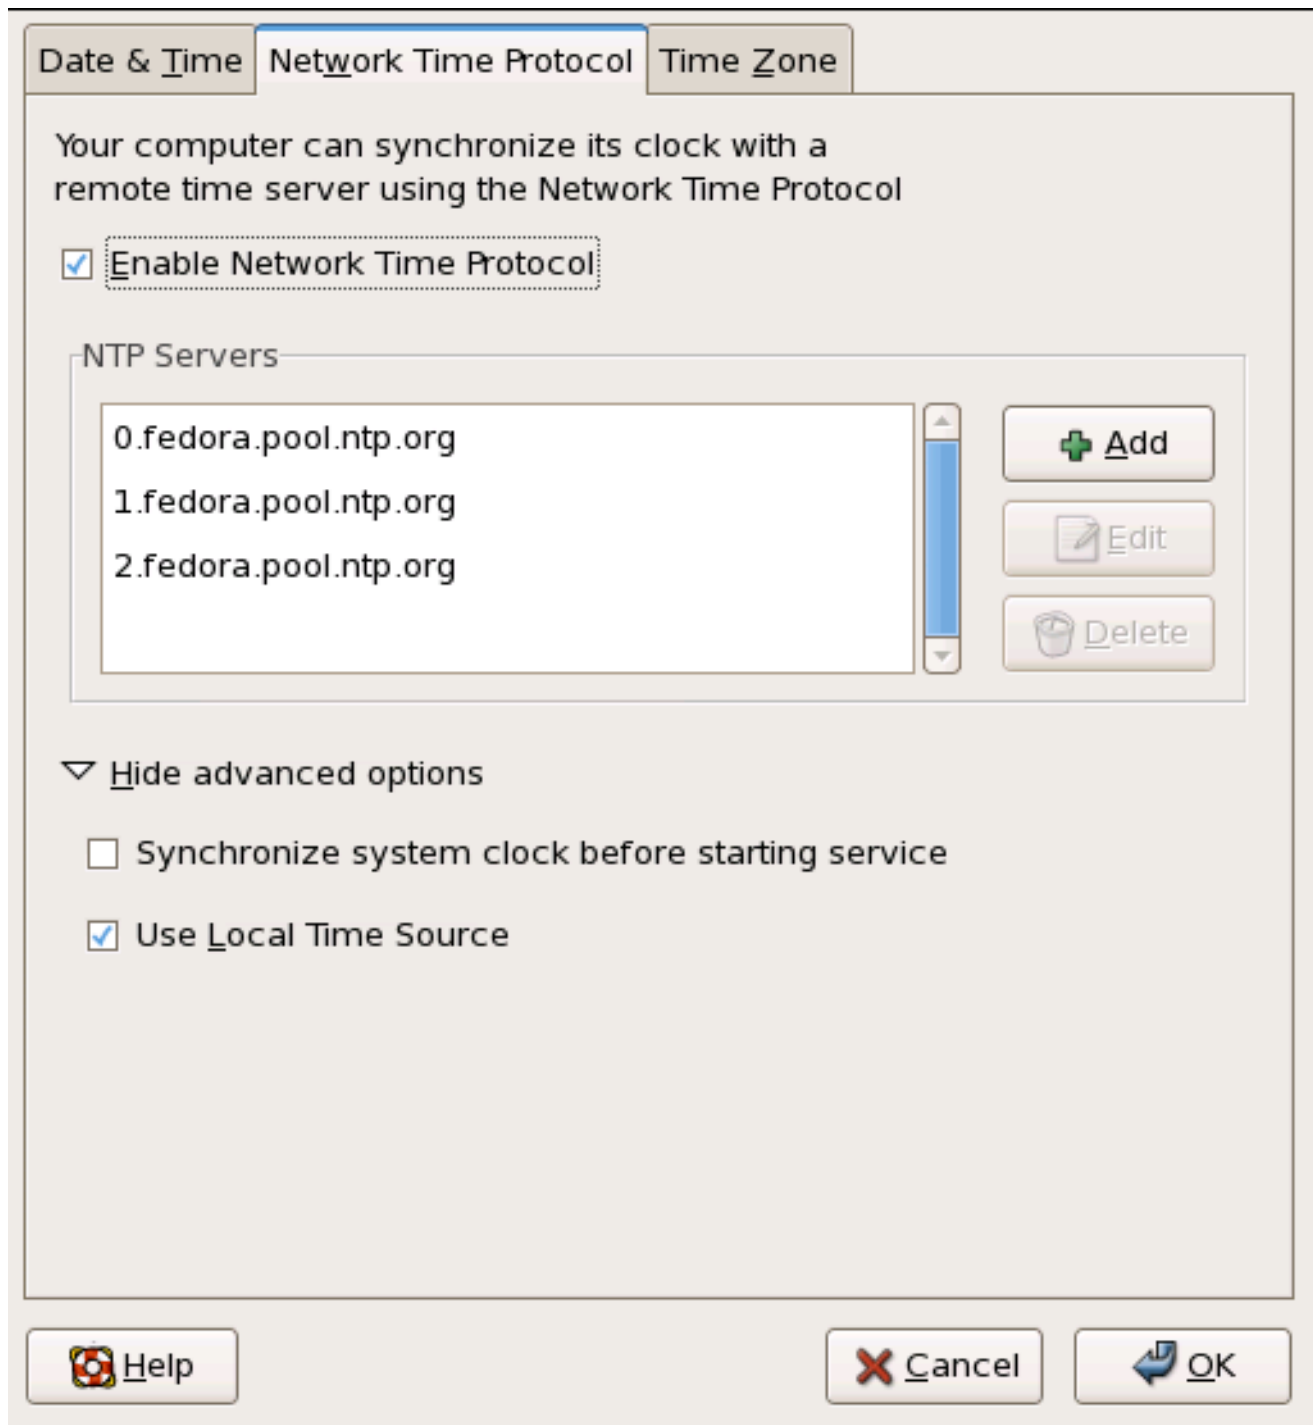 Date & Time
Network Time Protocol
Time Zone
Your computer can synchronize its clock with a
remote time server using the Network Time Protocol
Enable Network Time Protocol
NTP Servers
0.fedora.pool.ntp.org
1.fedora.pool.ntp.org
2.fedora.pool.ntp.org
Add
Edit
Delete
Hide advanced options
Synchronize system clock before starting service
Use Local Time Source
Help
Cancel
OK